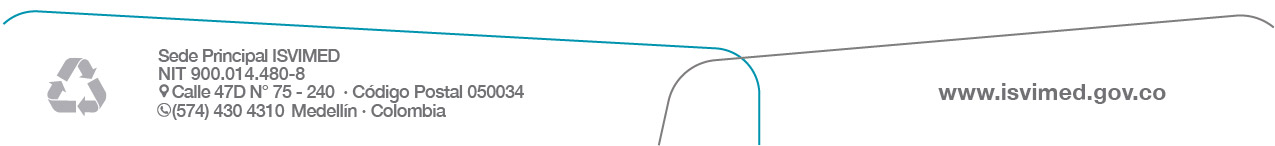 Sede Principal ISVIMED
NIT 900.014.480-8
Calle 47D N° 75 - 240 · Código Postal 050034
(574) 430 4310 Medellín · Colombia
www.isvimed.gov.co